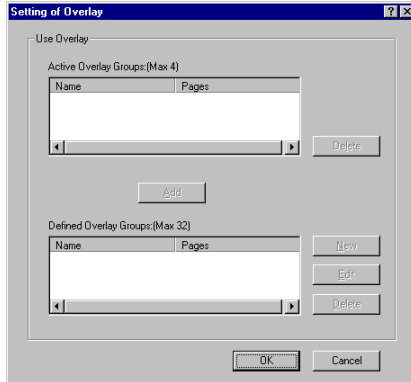 Setting of Overlay
Use Overlay
Active Overlay Groups:(Max 4)
Name Pages
Delete
Add
Defined Overlay Groups:(Max 32)
Name Pages
New
Edit
Delete
OK Cancel